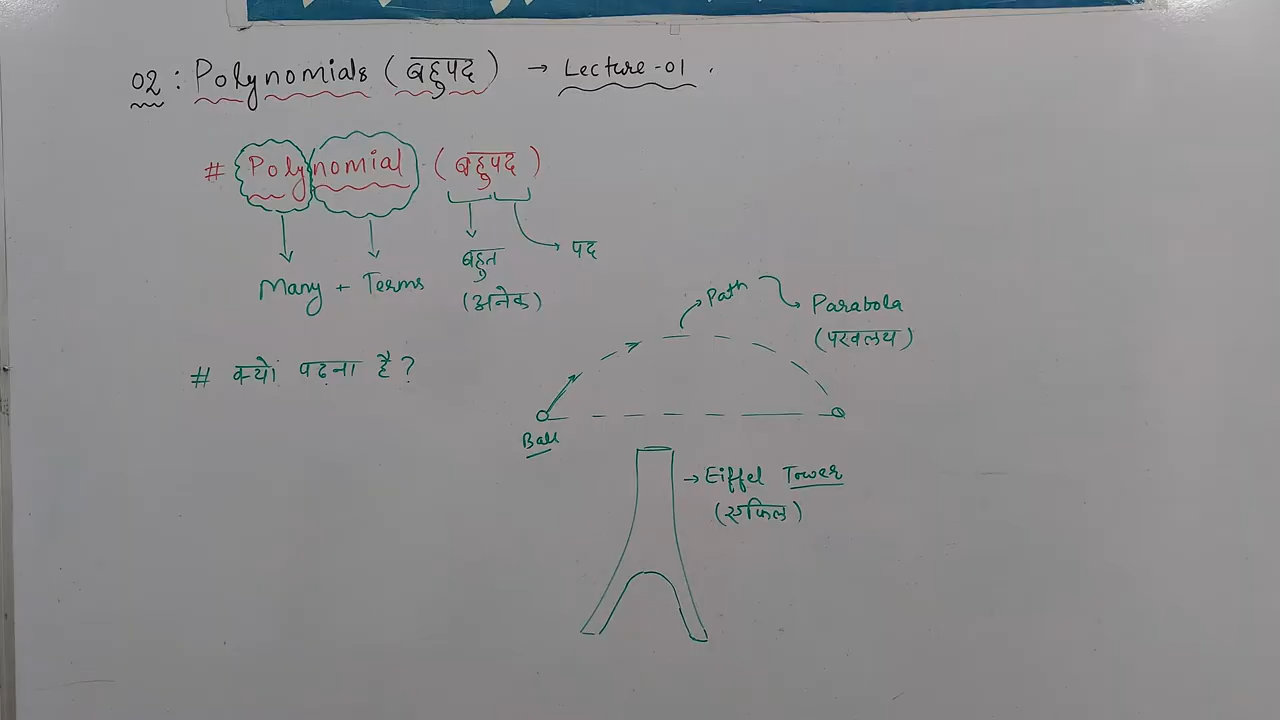 02 : Polynomials (बहुपद) → Lecture-01 .
# Polynomial (बहुपद)
Many + Terms
बहुत
(अनेक)
पद
# क्यों पढना है ?
Path
Parabola
(परवलय)
Ball
→ Eiffel Tower
(एफिल)